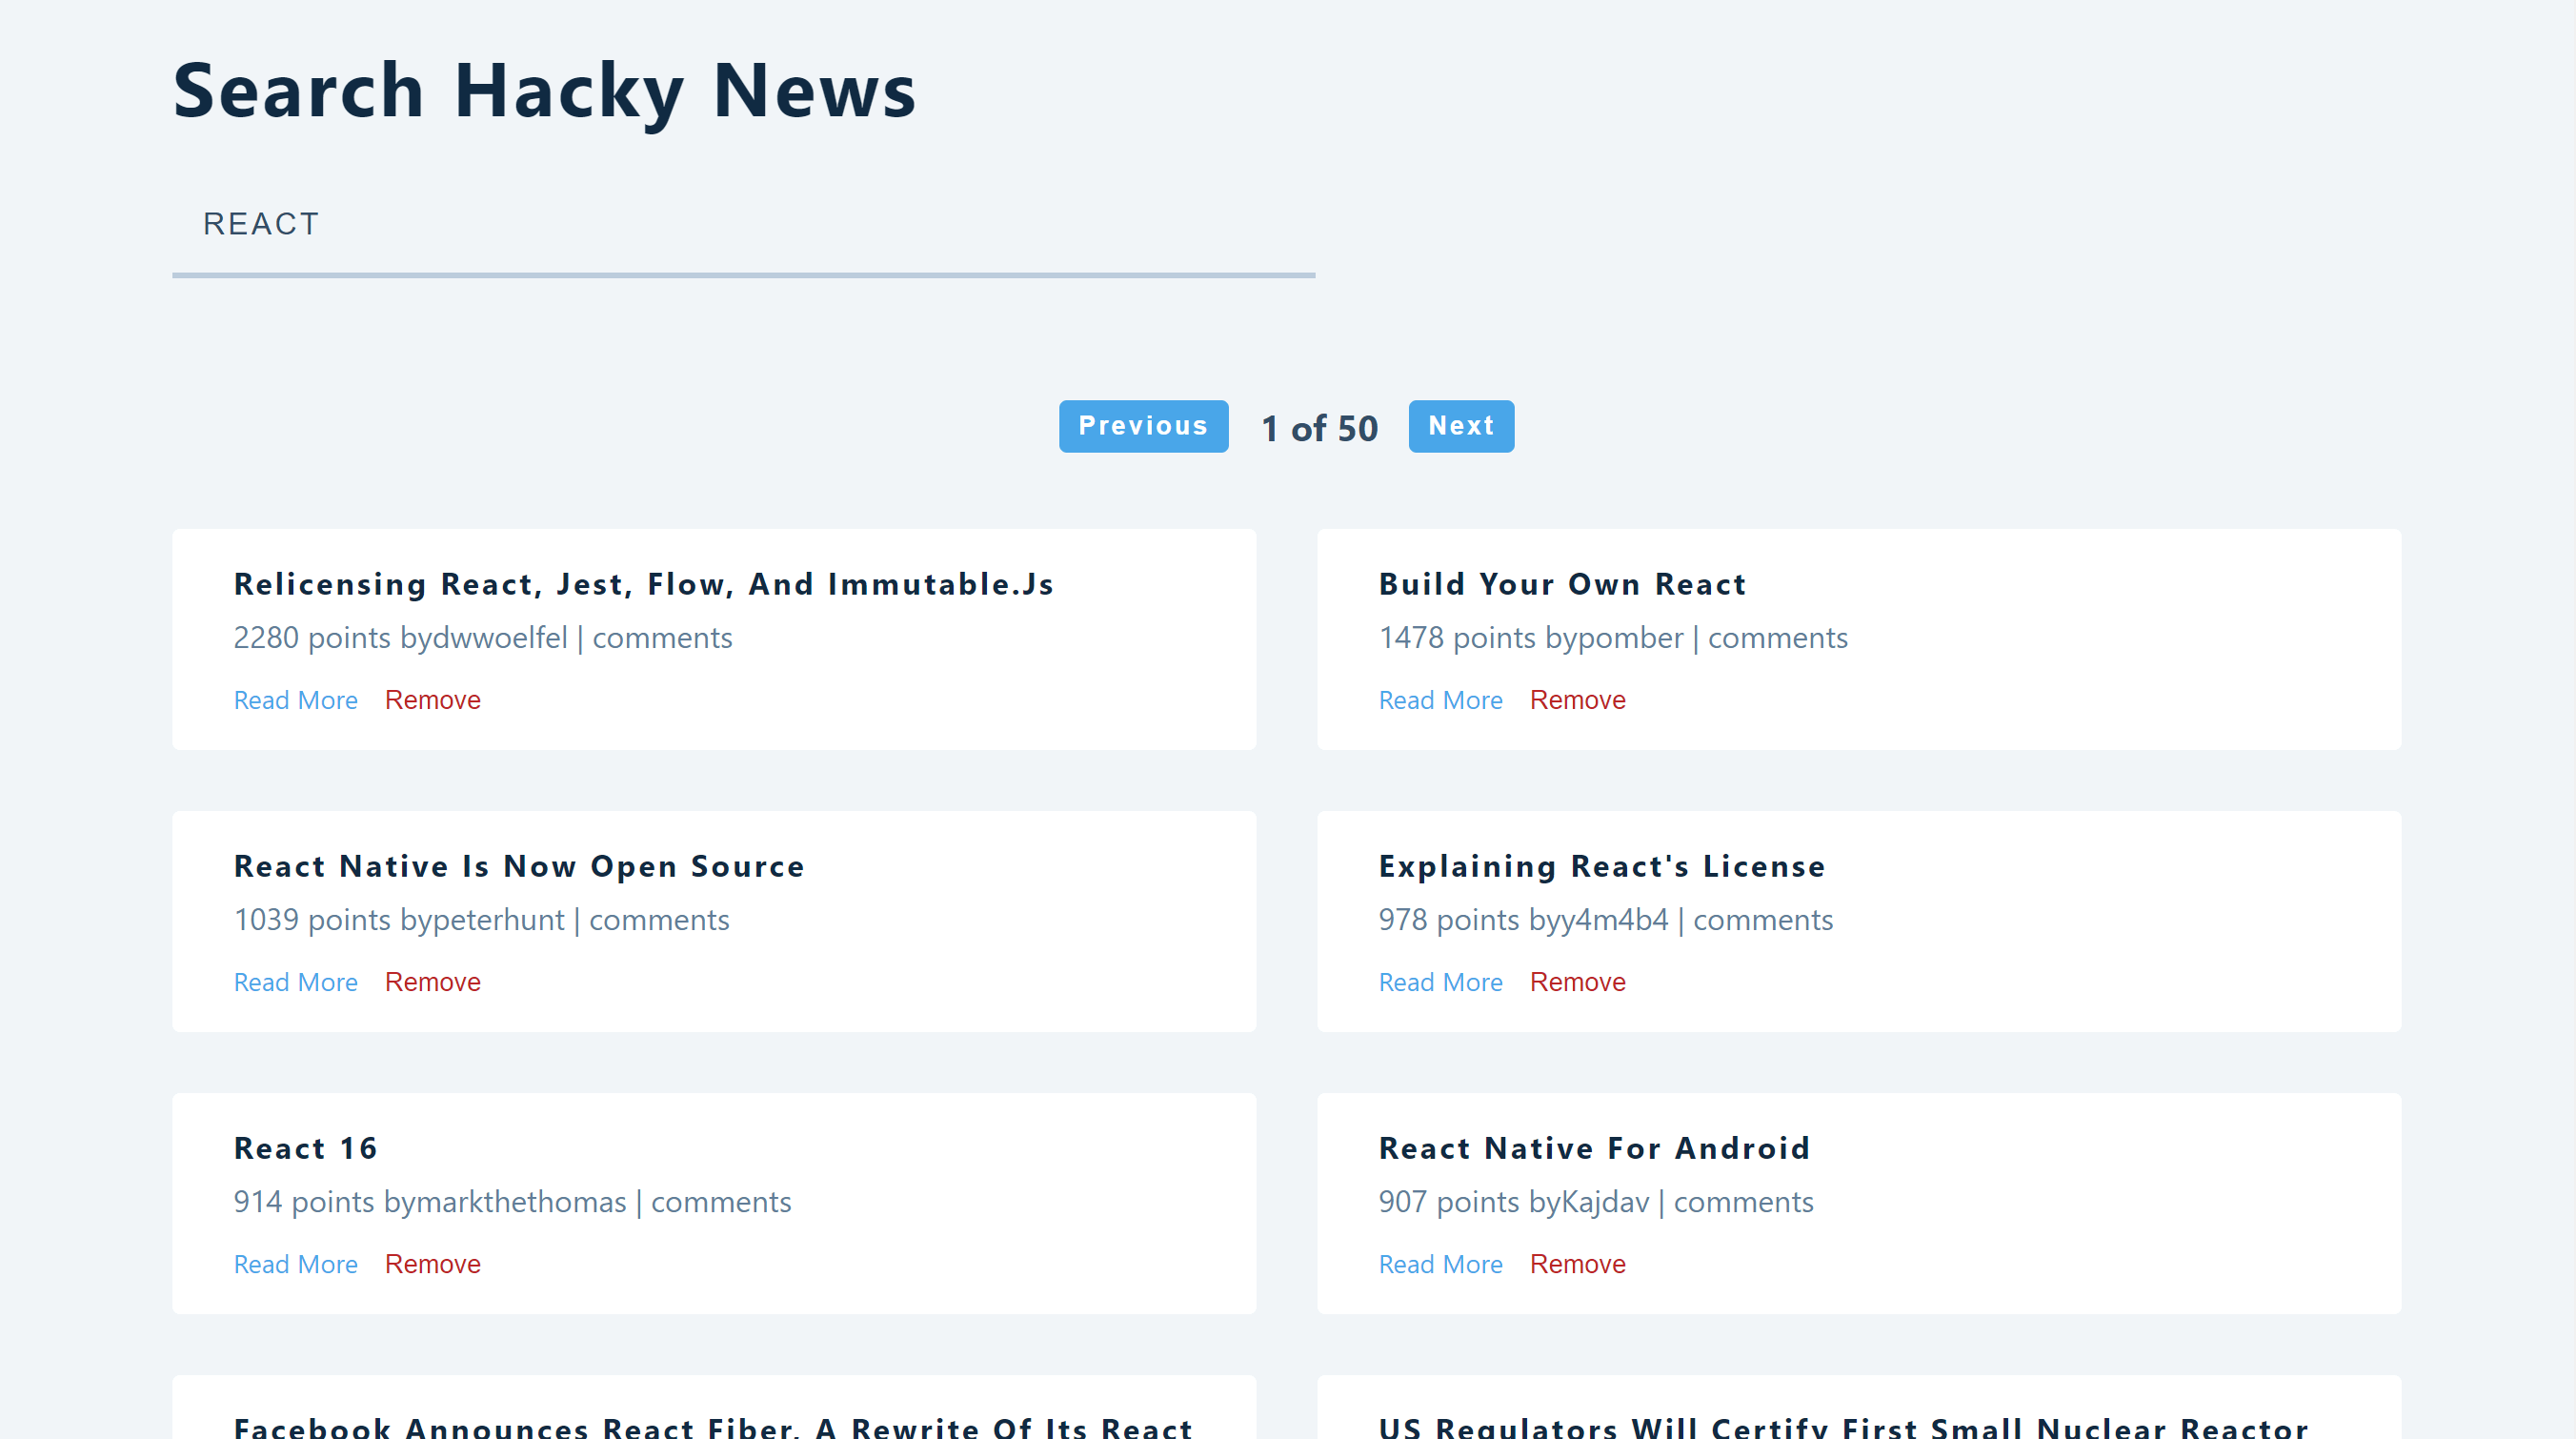 Search Hacky News
REACT
Previous 1 of 50 Next
Relicensing React, Jest, Flow, And Immutable.Js
2280 points bydwwoelfel | comments
Read More Remove
Build Your Own React
1478 points bypomber | comments
Read More Remove
React Native Is Now Open Source
1039 points bypeterhunt | comments
Read More Remove
Explaining React's License
978 points byy4m4b4 | comments
Read More Remove
React 16
914 points bymarkthethomas | comments
Read More Remove
React Native For Android
907 points byKajdav | comments
Read More Remove
Facebook Announces React Fiber, A Rewrite Of Its React
US Regulators Will Certify First Small Nuclear Reactor